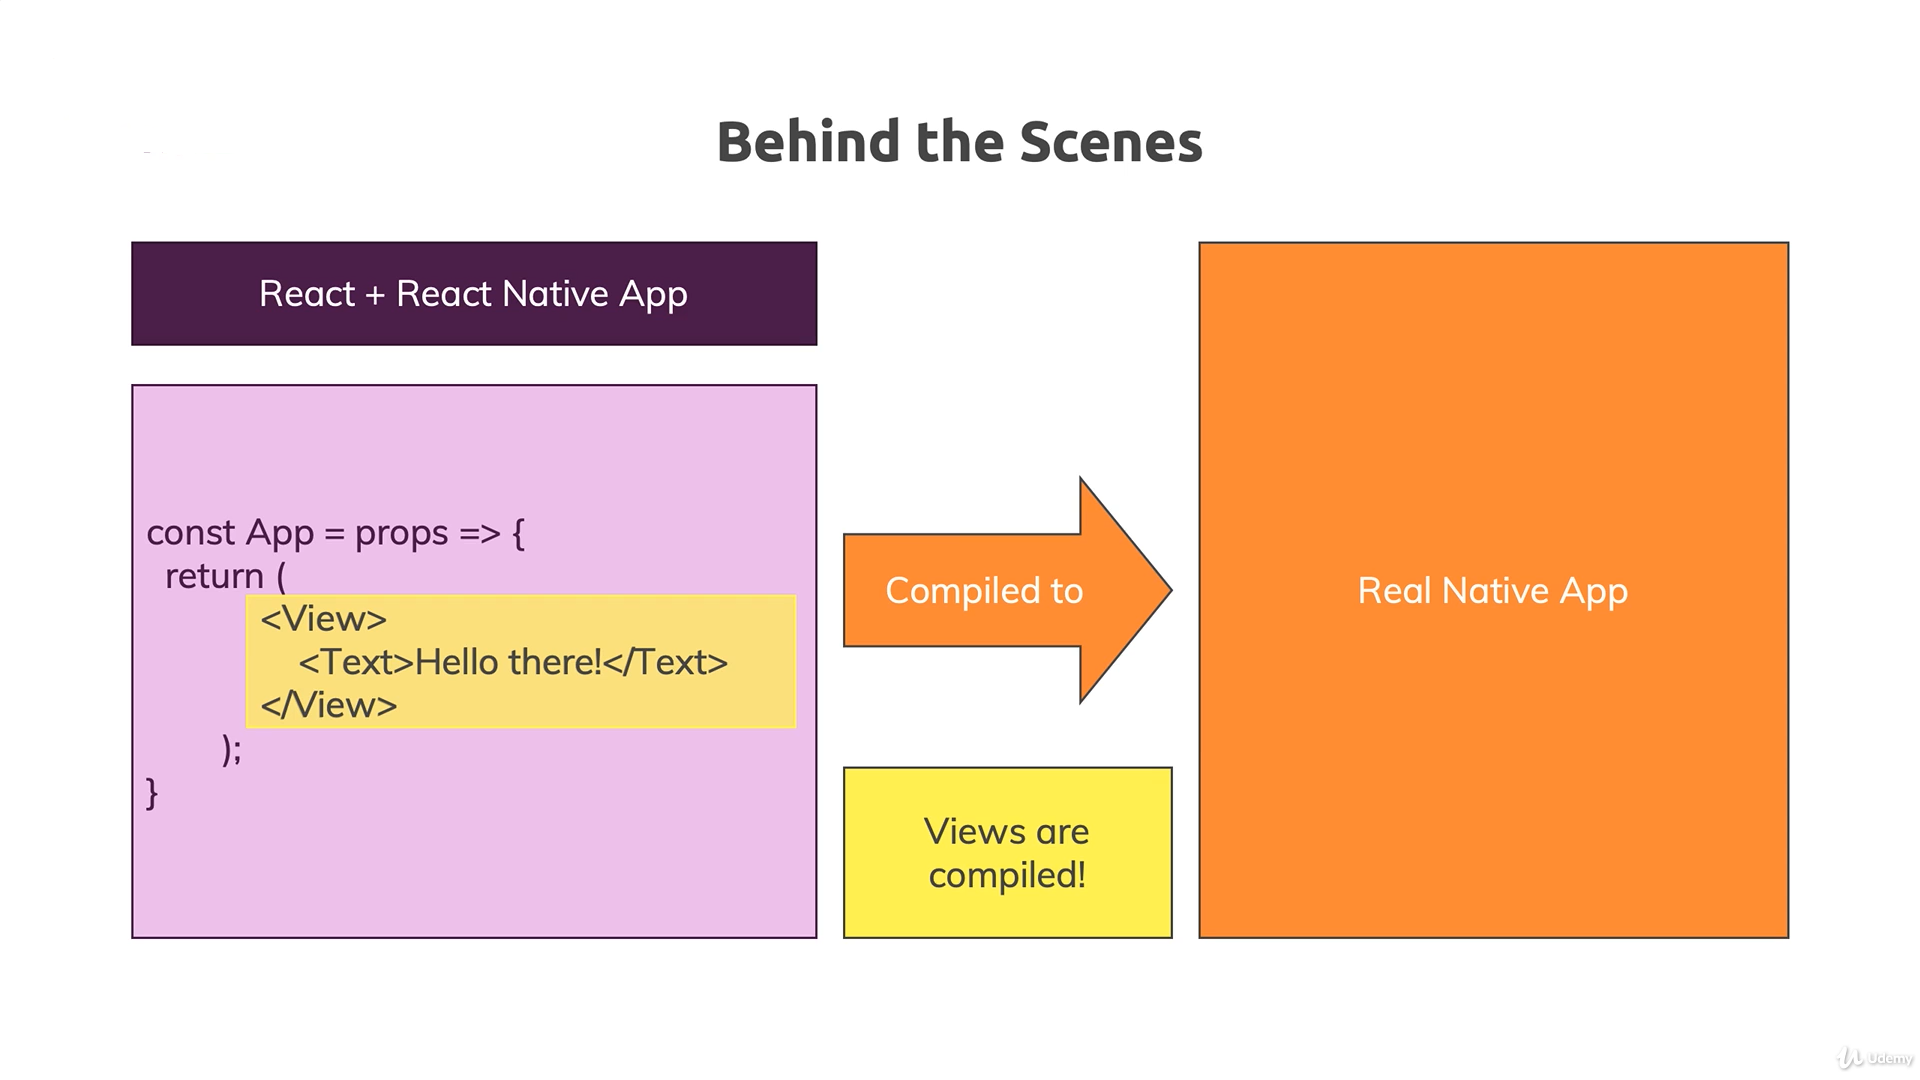 Behind the Scenes
React + React Native App
const App = props => {
return (
<View>
<Text>Hello there!</Text>
</View>
);
}
Compiled to
Views are
compiled!
Real Native App
Udemy